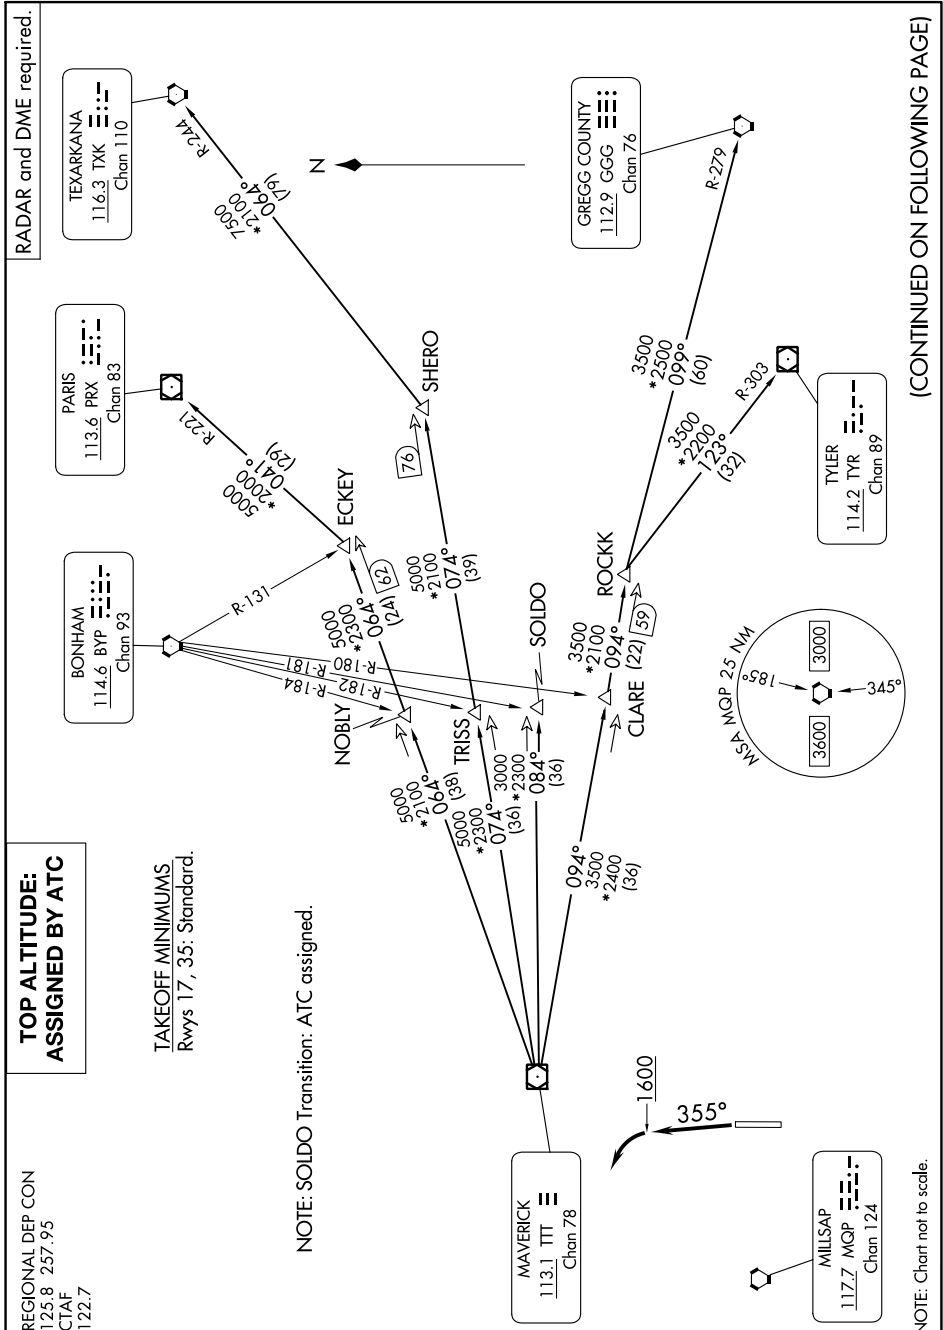 REGIONAL DEP CON
125.8 257.95
CTAF
122.7
TOP ALTITUDE:
ASSIGNED BY ATC
RADAR and DME required.
TAKEOFF MINIMUMS
Rwys 17, 35: Standard.
NOTE: SOLDO Transition: ATC assigned.
BONHAM
114.6 BYP
Chan 93
PARIS
113.6 PRX
Chan 83
TEXARKANA
116.3 TXK
Chan 110
R-131
R-180
R-181
R-182
R-184
R-221
R-244
5000
*2000
041°
(29)
7500
*2100
064°
(79)
N
NOBLY
ECKEY
5000
*2300
064°
(24)
62
5000
*2100
064°
(38)
TRISS
SHERO
5000
*2100
074°
(39)
76
5000
*2300
074°
(36)
SOLDO
3000
*2300
084°
(36)
CLARE
ROCKK
3500
*2100
094°
(22)
59
094°
3500
*2400
(36)
3500
*2500
099°
(60)
R-279
3500
*2200
123°
(32)
R-303
GREGG COUNTY
112.9 GGG
Chan 76
TYLER
114.2 TYR
Chan 89
MAVERICK
113.1 TTT
Chan 78
1600
355°
MILLSAP
117.7 MQP
Chan 124
MSA MQP 25 NM
185°
345°
3600
3000
NOTE: Chart not to scale.
(CONTINUED ON FOLLOWING PAGE)